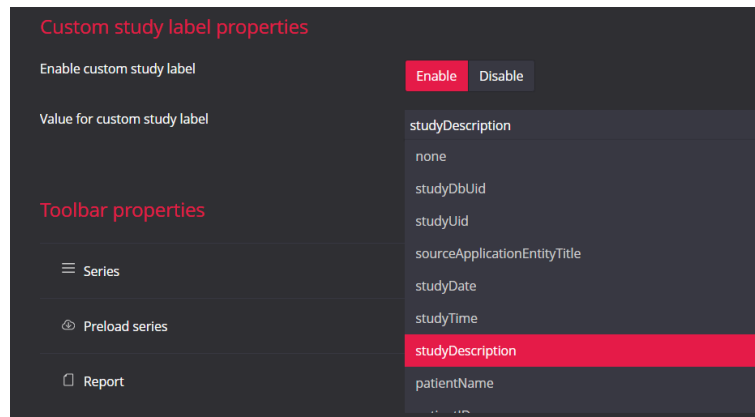 Custom study label properties
Enable custom study label
Enable Disable
Value for custom study label
studyDescription
none
studyDbUid
studyUid
sourceApplicationEntityTitle
studyDate
studyTime
studyDescription
patientName
Toolbar properties
Series
Preload series
Report